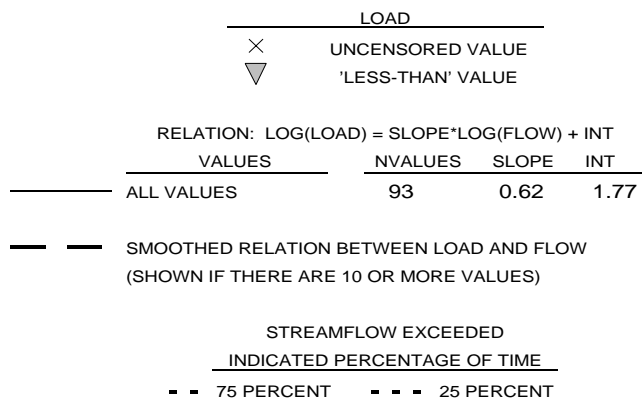 LOAD
UNCENSORED VALUE
'LESS-THAN' VALUE
RELATION: LOG(LOAD) = SLOPE*LOG(FLOW) + INT
VALUES NVALUES SLOPE INT
ALL VALUES 93 0.62 1.77
SMOOTHED RELATION BETWEEN LOAD AND FLOW
(SHOWN IF THERE ARE 10 OR MORE VALUES)
STREAMFLOW EXCEEDED
INDICATED PERCENTAGE OF TIME
75 PERCENT 25 PERCENT